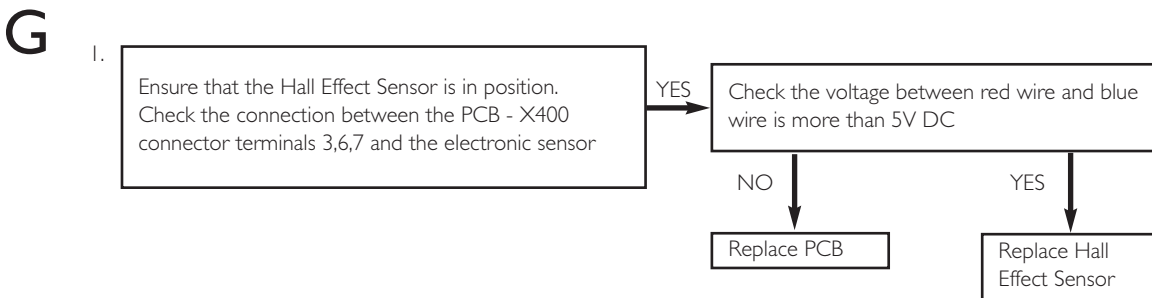 G
1.
Ensure that the Hall Effect Sensor is in position.
Check the connection between the PCB - X400
connector terminals 3,6,7 and the electronic sensor
YES
Check the voltage between red wire and blue
wire is more than 5V DC
NO
YES
Replace PCB
Replace Hall
Effect Sensor